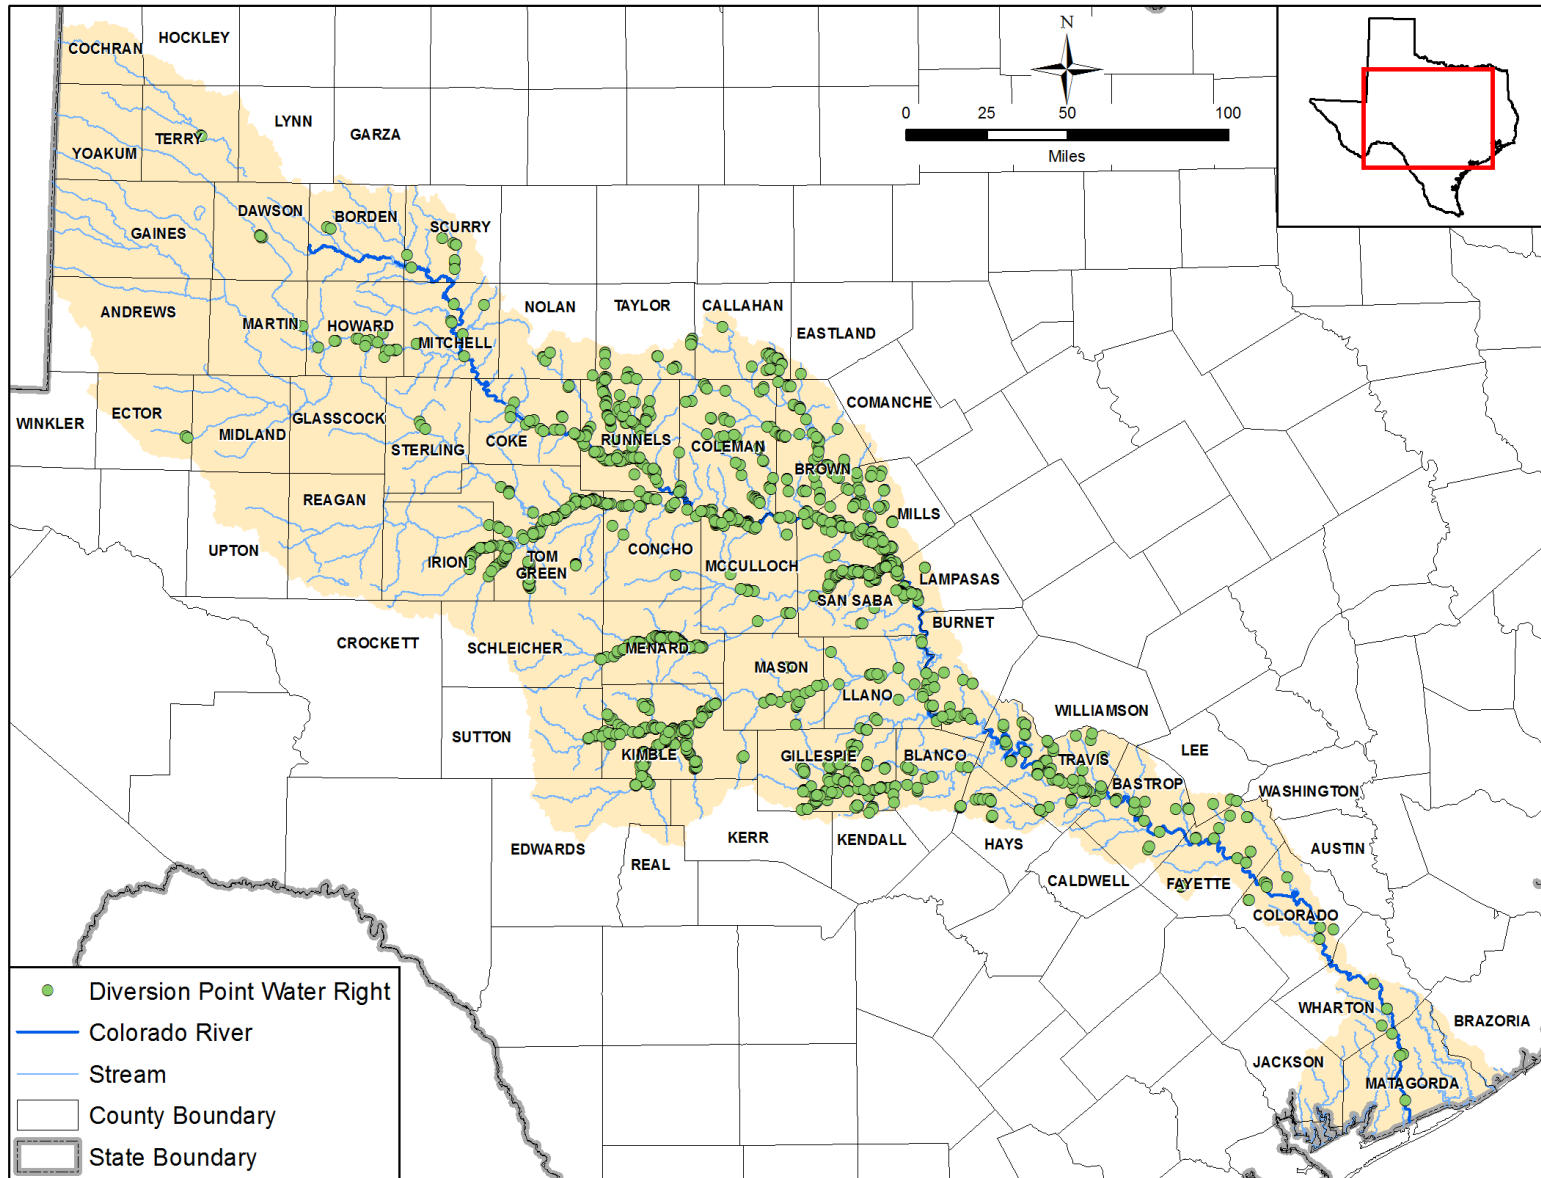 HOCKLEY
COCHRAN
N
LYNN
GARZA
TERRY
YOAKUM
0 25 50 100
Miles
DAWSON
BORDEN
SCURRY
GAINES
ANDREWS
MARTIN
HOWARD
MITCHELL
NOLAN
TAYLOR
CALLAHAN
EASTLAND
WINKLER
ECTOR
MIDLAND
GLASSCOCK
STERLING
COKE
RUNNELS
COLEMAN
BROWN
COMANCHE
REAGAN
MILLS
UPTON
IRION
TOM
GREEN
CONCHO
MCCULLOCH
SAN SABA
LAMPASAS
BURNET
CROCKETT
SCHLEICHER
MENARD
MASON
LLANO
SUTTON
KIMBLE
GILLESPIE
BLANCO
WILLIAMSON
TRAVIS
LEE
BASTROP
WASHINGTON
EDWARDS
REAL
KERR
KENDALL
HAYS
CALDWELL
FAYETTE
AUSTIN
COLORADO
WHARTON
BRAZORIA
JACKSON
MATAGORDA
Diversion Point Water Right
Colorado River
Stream
County Boundary
State Boundary